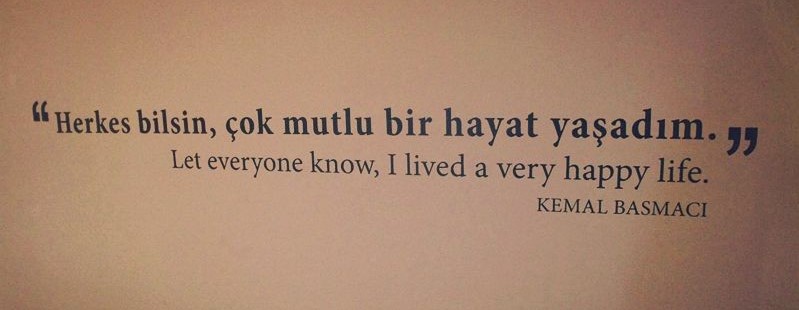 “Herkes bilsin, çok mutlu bir hayat yaşadım.”
Let everyone know, I lived a very happy life.
KEMAL BASMACI